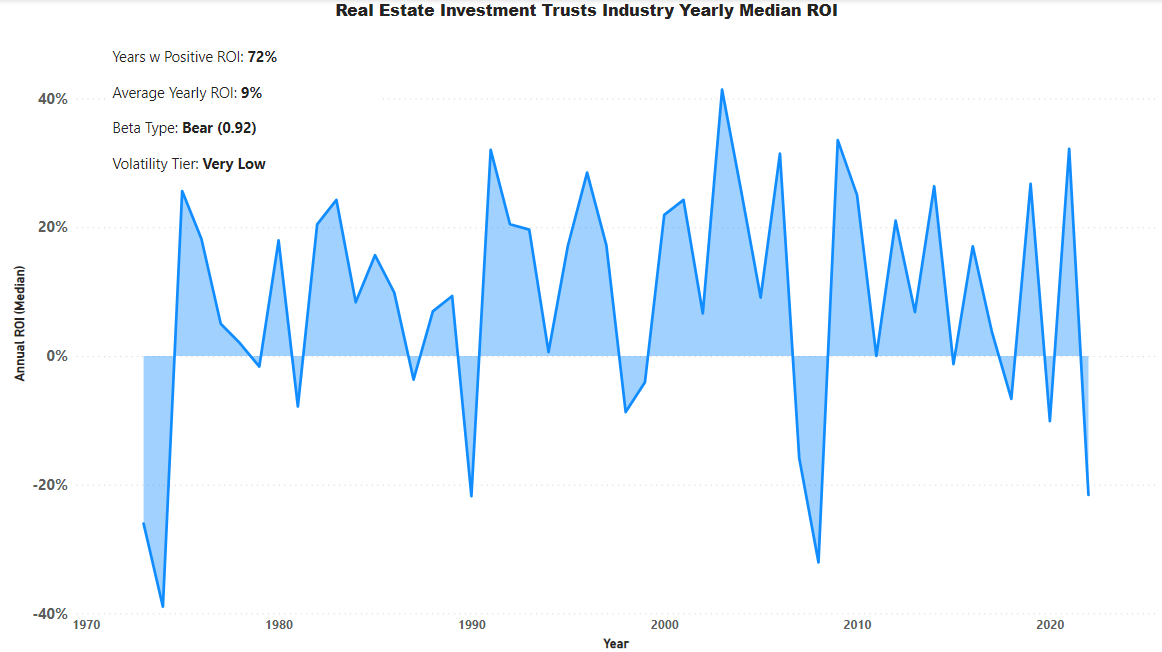 Real Estate Investment Trusts Industry Yearly Median ROI
Years w Positive ROI: 72%
Average Yearly ROI: 9%
Beta Type: Bear (0.92)
Volatility Tier: Very Low
40%
20%
0%
-20%
-40%
Annual ROI (Median)
1970
1980
1990
2000
2010
2020
Year